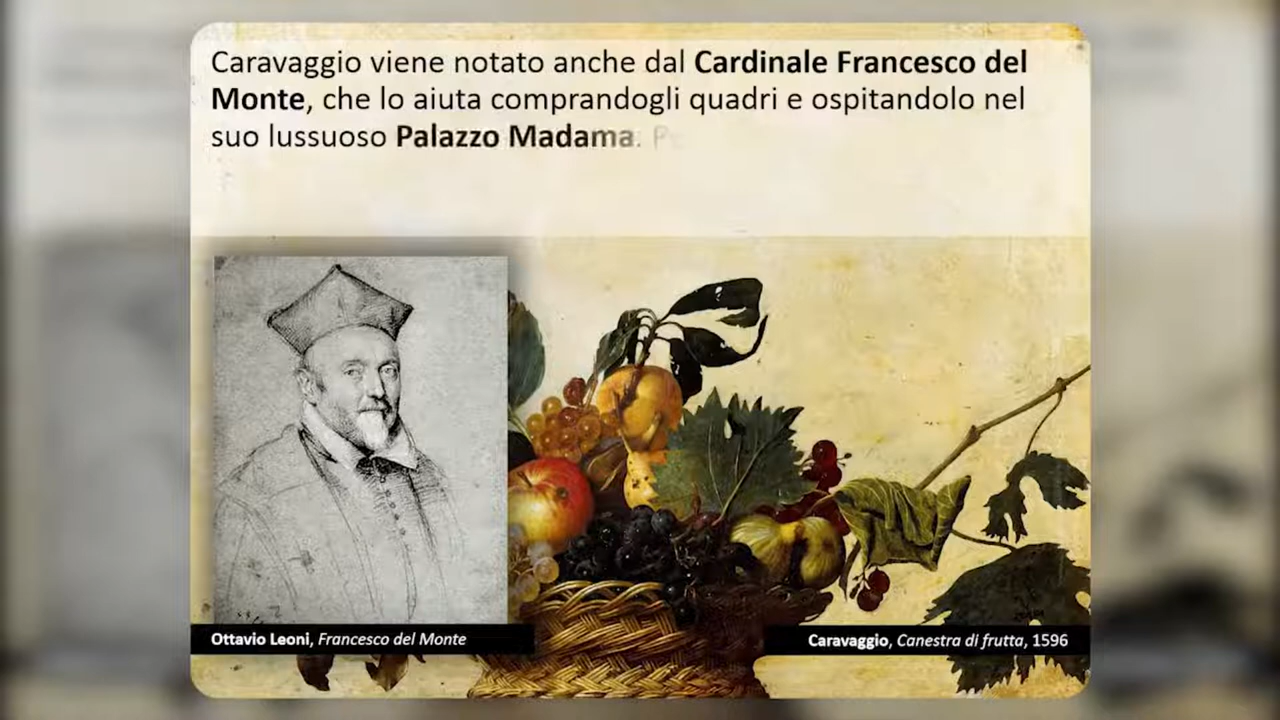 Caravaggio viene notato anche dal Cardinale Francesco del
Monte, che lo aiuta comprandogli quadri e ospitandolo nel
suo lussuoso Palazzo Madama.
Ottavio Leoni, Francesco del Monte
Caravaggio, Canestra di frutta, 1596